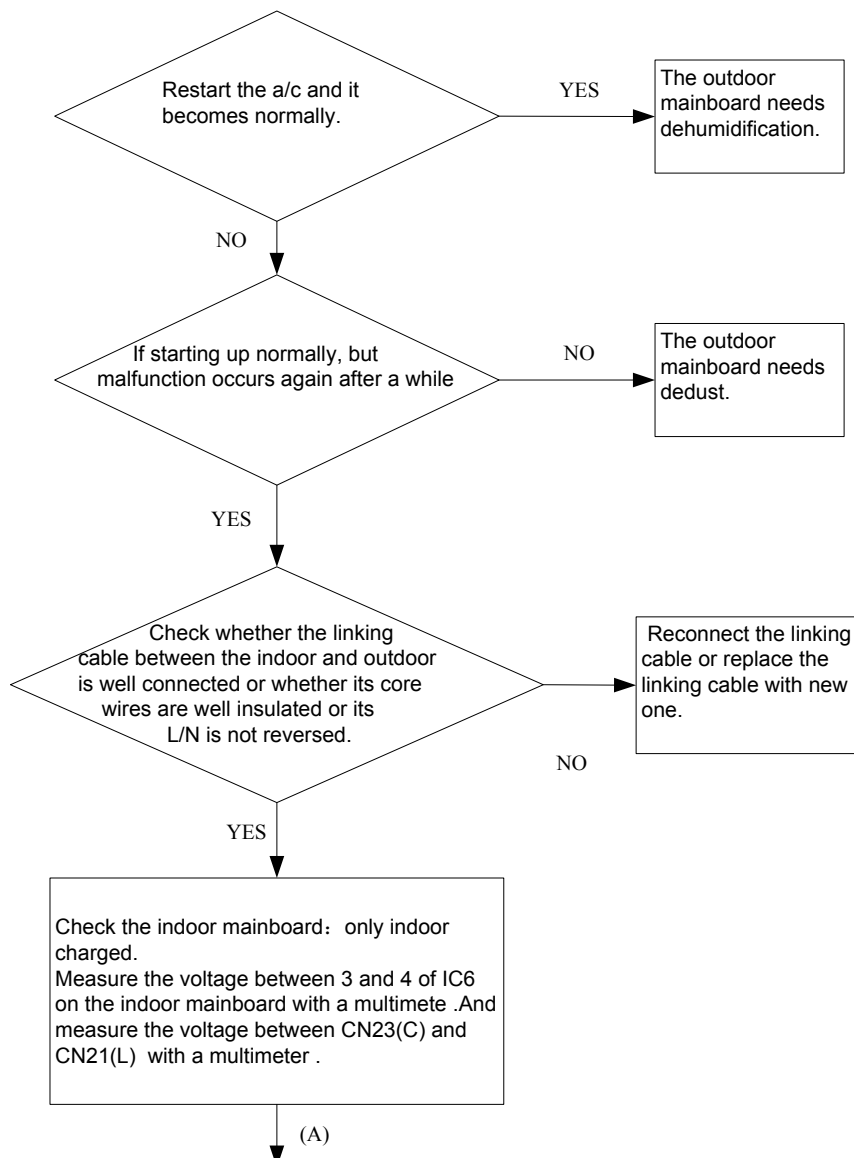 Restart the a/c and it
becomes normally.
YES
The outdoor
mainboard needs
dehumidification.
NO
If starting up normally, but
malfunction occurs again after a while
NO
The outdoor
mainboard needs
dedust.
YES
Check whether the linking
cable between the indoor and outdoor
is well connected or whether its core
wires are well insulated or its
L/N is not reversed.
NO
Reconnect the linking
cable or replace the
linking cable with new
one.
YES
Check the indoor mainboard：only indoor
charged.
Measure the voltage between 3 and 4 of IC6
on the indoor mainboard with a multimete .And
measure the voltage between CN23(C) and
CN21(L) with a multimeter .
(A)